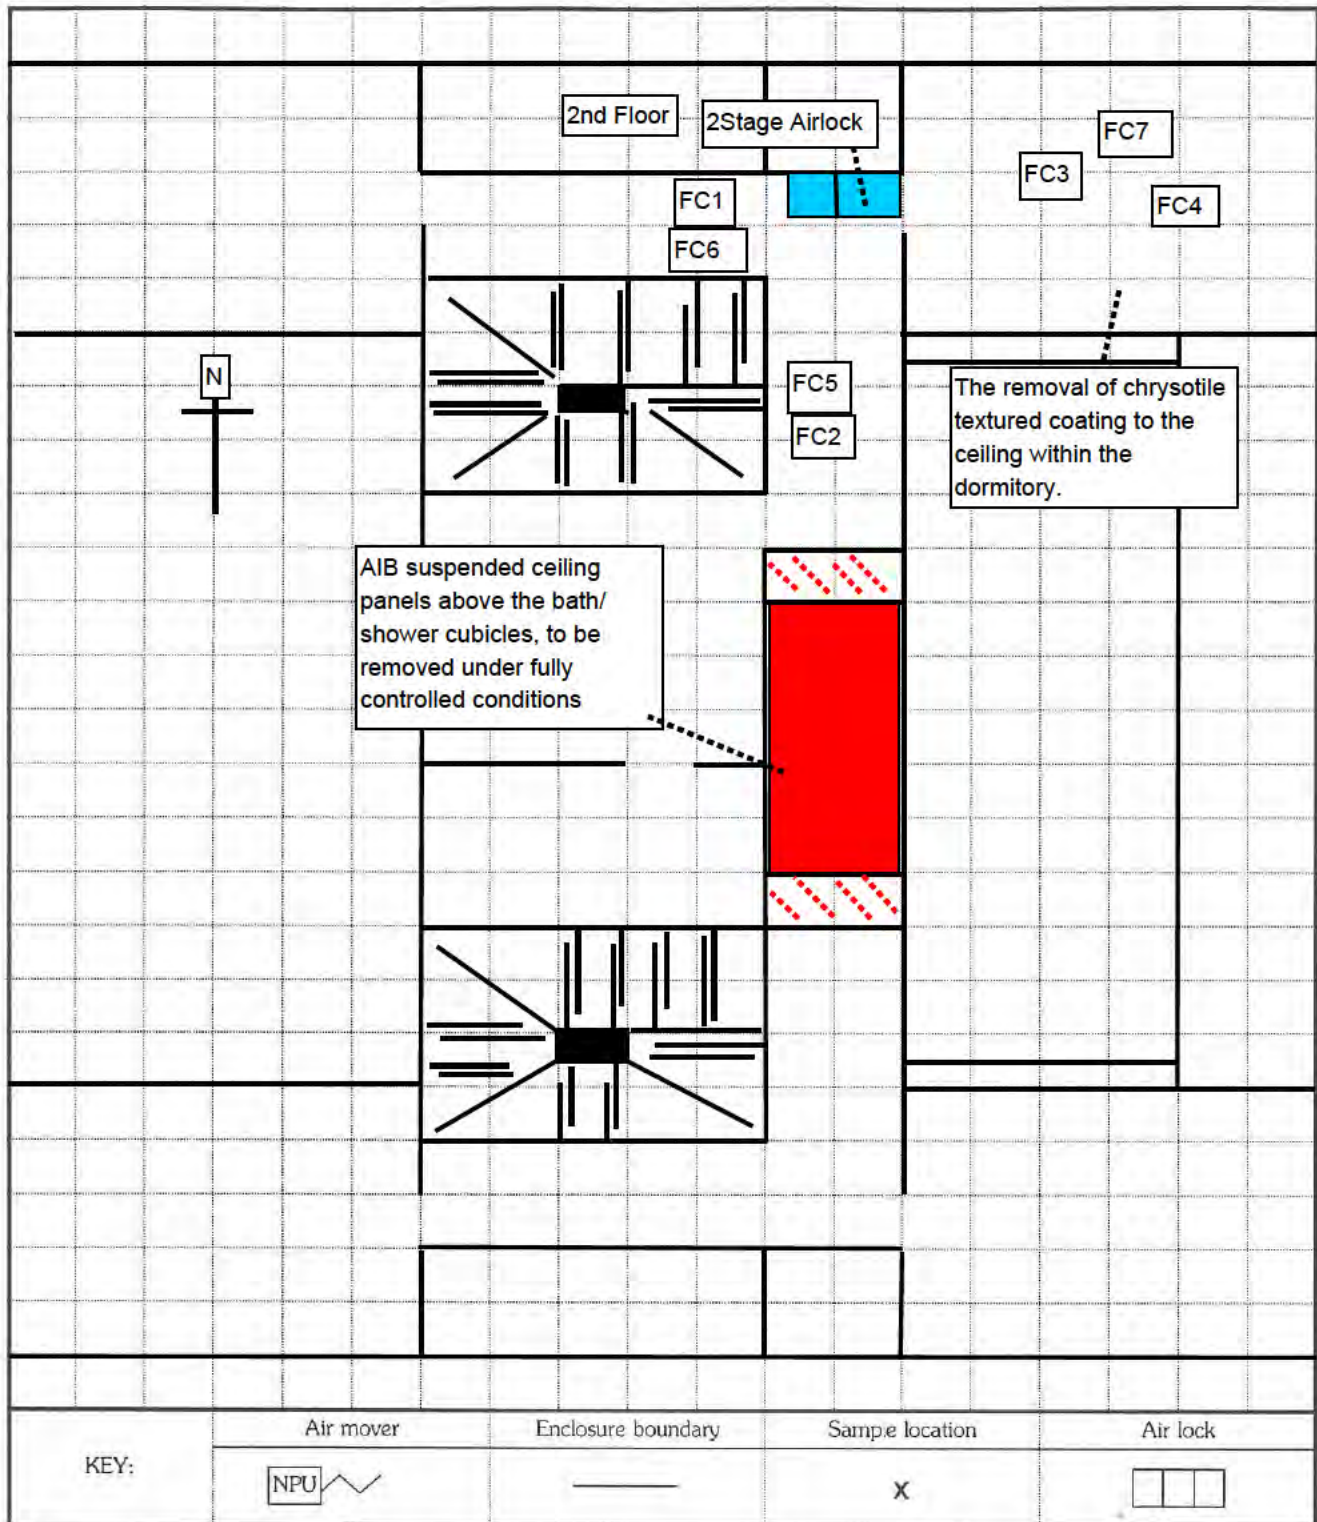 2nd Floor
2Stage Airlock
FC7
FC3
FC4
FC1
FC6
N
FC5
FC2
The removal of chrysotile
textured coating to the
ceiling within the
dormitory.
AIB suspended ceiling
panels above the bath/
shower cubicles, to be
removed under fully
controlled conditions
KEY:
Air mover
Enclosure boundary
Sample location
Air lock
NPU
X